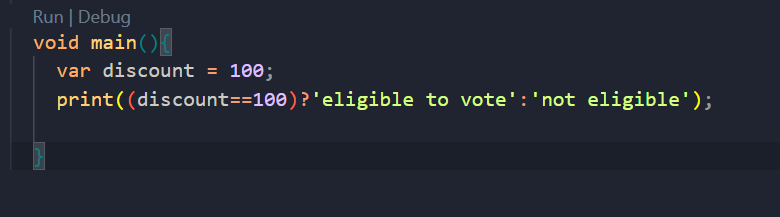 Run | Debug
void main(){
var discount = 100;
print((discount==100)?'eligible to vote':'not eligible');
}